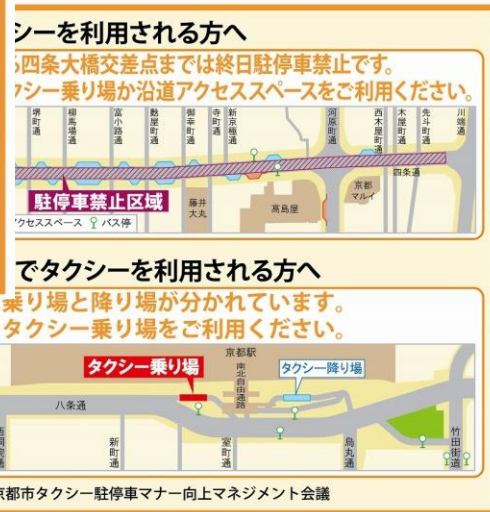 シーを利用される方へ
四条大橋交差点までは終日駐停車禁止です。
クシー乗り場か沿道アクセススペースをご利用ください。
堺町通
柳馬場通
富小路通
麩屋町通
御幸町通
寺町通
新京極通
河原町通
西木屋町通
木屋町通
先斗町通
川端通
四条通
駐停車禁止区域
藤井大丸
高島屋
京都マルイ
クセススペース バス停
でタクシーを利用される方へ
乗り場と降り場が分かれています。
タクシー乗り場をご利用ください。
京都駅
タクシー乗り場
南北自由通路
タクシー降り場
八条通
西洞院通
新町通
室町通
烏丸通
竹田街道
京都市タクシー駐停車マナー向上マネジメント会議